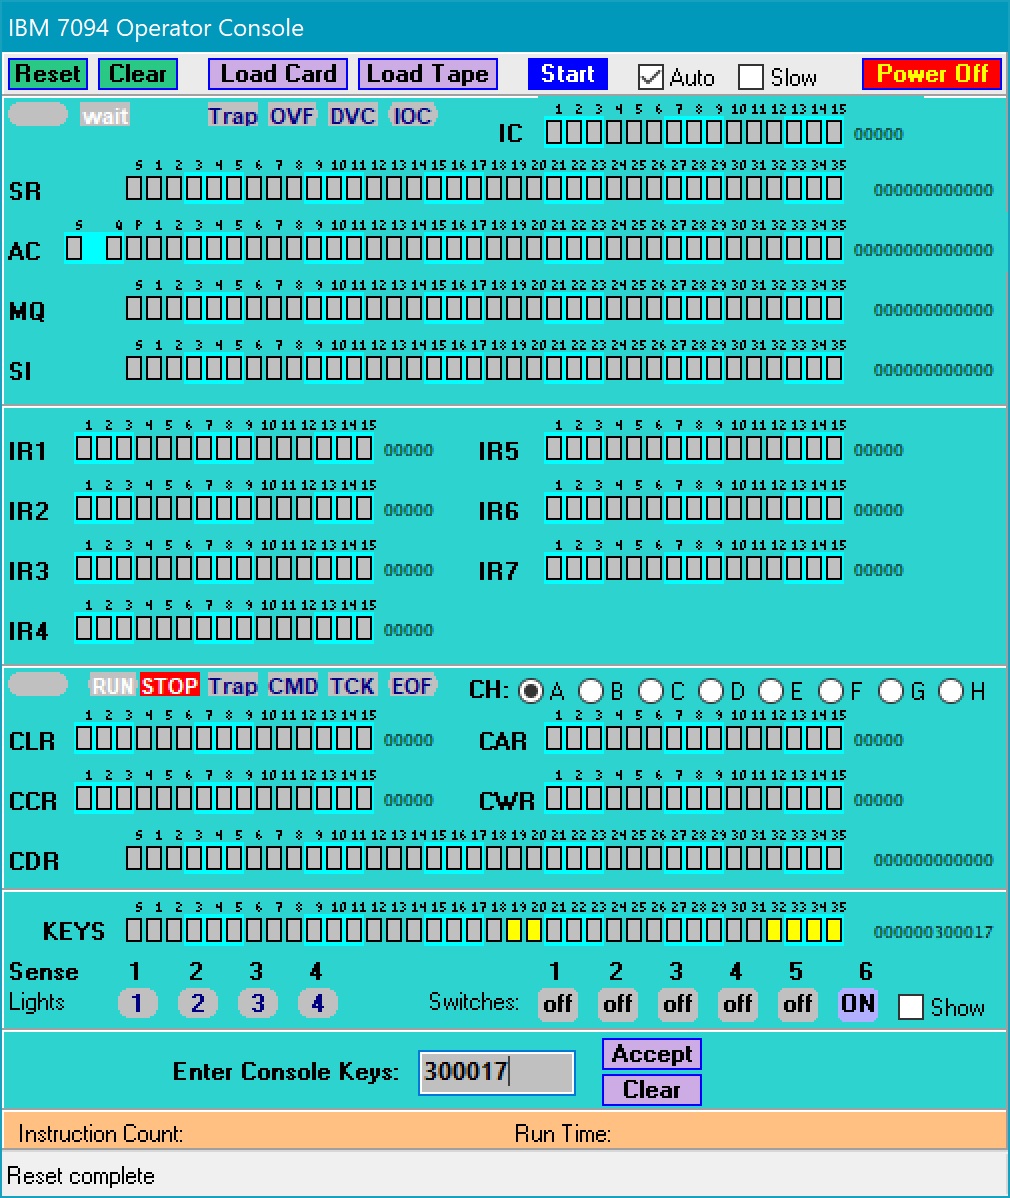 IBM 7094 Operator Console
Reset Clear Load Card Load Tape Start Auto Slow Power Off
wait Trap OVF DVC IOC
1 2 3 4 5 6 7 8 9 10 11 12 13 14 15
IC 00000
S 1 2 3 4 5 6 7 8 9 10 11 12 13 14 15 16 17 18 19 20 21 22 23 24 25 26 27 28 29 30 31 32 33 34 35
SR 000000000000
S Q P 1 2 3 4 5 6 7 8 9 10 11 12 13 14 15 16 17 18 19 20 21 22 23 24 25 26 27 28 29 30 31 32 33 34 35
AC 000000000000
S 1 2 3 4 5 6 7 8 9 10 11 12 13 14 15 16 17 18 19 20 21 22 23 24 25 26 27 28 29 30 31 32 33 34 35
MQ 000000000000
S 1 2 3 4 5 6 7 8 9 10 11 12 13 14 15 16 17 18 19 20 21 22 23 24 25 26 27 28 29 30 31 32 33 34 35
SI 000000000000
1 2 3 4 5 6 7 8 9 10 11 12 13 14 15 1 2 3 4 5 6 7 8 9 10 11 12 13 14 15
IR1 00000 IR5 00000
1 2 3 4 5 6 7 8 9 10 11 12 13 14 15 1 2 3 4 5 6 7 8 9 10 11 12 13 14 15
IR2 00000 IR6 00000
1 2 3 4 5 6 7 8 9 10 11 12 13 14 15 1 2 3 4 5 6 7 8 9 10 11 12 13 14 15
IR3 00000 IR7 00000
1 2 3 4 5 6 7 8 9 10 11 12 13 14 15
IR4 00000
RUN STOP Trap CMD TCK EOF CH: A B C D E F G H
1 2 3 4 5 6 7 8 9 10 11 12 13 14 15 1 2 3 4 5 6 7 8 9 10 11 12 13 14 15
CLR 00000 CAR 00000
1 2 3 4 5 6 7 8 9 10 11 12 13 14 15 1 2 3 4 5 6 7 8 9 10 11 12 13 14 15
CCR 00000 CWR 00000
S 1 2 3 4 5 6 7 8 9 10 11 12 13 14 15 16 17 18 19 20 21 22 23 24 25 26 27 28 29 30 31 32 33 34 35
CDR 000000000000
S 1 2 3 4 5 6 7 8 9 10 11 12 13 14 15 16 17 18 19 20 21 22 23 24 25 26 27 28 29 30 31 32 33 34 35
KEYS 000000300017
Sense 1 2 3 4 1 2 3 4 5 6
Lights 1 2 3 4 Switches: off off off off off ON Show
Enter Console Keys: 300017 Accept
Clear
Instruction Count: Run Time:
Reset complete